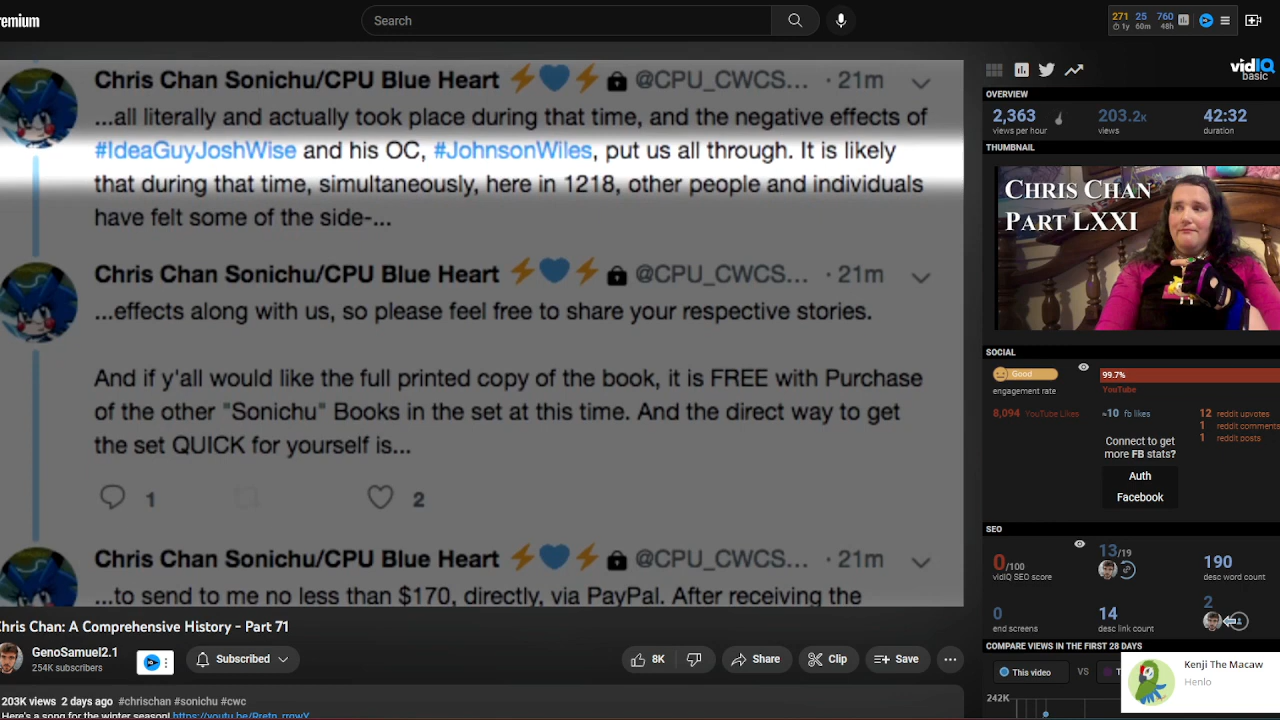 remium
Search
271 25 760
1y 60m 48h
Chris Chan Sonichu/CPU Blue Heart @CPU_CWCS... · 21m
...all literally and actually took place during that time, and the negative effects of
#IdeaGuyJoshWise and his OC, #JohnsonWiles, put us all through. It is likely
that during that time, simultaneously, here in 1218, other people and individuals
have felt some of the side-...
Chris Chan Sonichu/CPU Blue Heart @CPU_CWCS... · 21m
...effects along with us, so please feel free to share your respective stories.
And if y'all would like the full printed copy of the book, it is FREE with Purchase
of the other "Sonichu" Books in the set at this time. And the direct way to get
the set QUICK for yourself is...
1 2
Chris Chan Sonichu/CPU Blue Heart @CPU_CWCS... · 21m
...to send to me no less than $170, directly, via PayPal. After receiving the
hris Chan: A Comprehensive History - Part 71
GenoSamuel2.1
254K subscribers
Subscribed
8K
Share
Clip
Save
203K views 2 days ago #chrischan #sonichu #cwc
Here's a song for the winter season!
vidIQ
basic
OVERVIEW
2,363 203.2K 42:32
views per hour views duration
THUMBNAIL
CHRIS CHAN
PART LXXI
SOCIAL
Good
engagement rate
99.7%
YouTube
8,094 YouTube Likes
≈10 fb likes
12 reddit upvotes
1 reddit comments
1 reddit posts
Connect to get
more FB stats?
Auth
Facebook
SEO
0/100
vidIQ SEO score
13/19
190
desc word count
0
end screens
14
desc link count
2
COMPARE VIEWS IN THE FIRST 28 DAYS
This video VS T
242K
Kenji The Macaw
Henlo